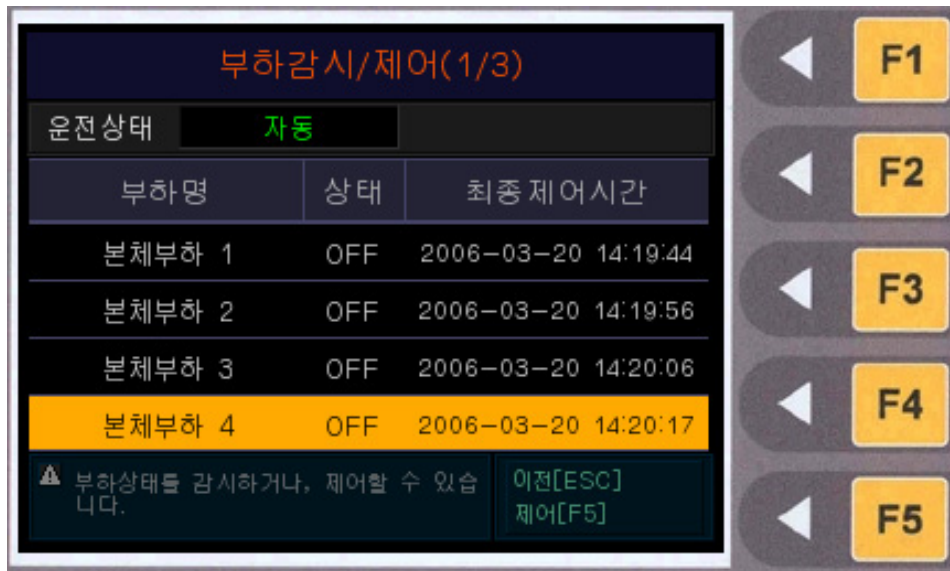 부하감시/제어(1/3)
F1
운전상태 자동
부하명 상태 최종제어시간
F2
본체부하 1 OFF 2006-03-20 14:19:44
본체부하 2 OFF 2006-03-20 14:19:56
F3
본체부하 3 OFF 2006-03-20 14:20:06
본체부하 4 OFF 2006-03-20 14:20:17
F4
부하상태를 감시하거나, 제어할 수 있습
니다.
이전[ESC]
제어[F5]
F5